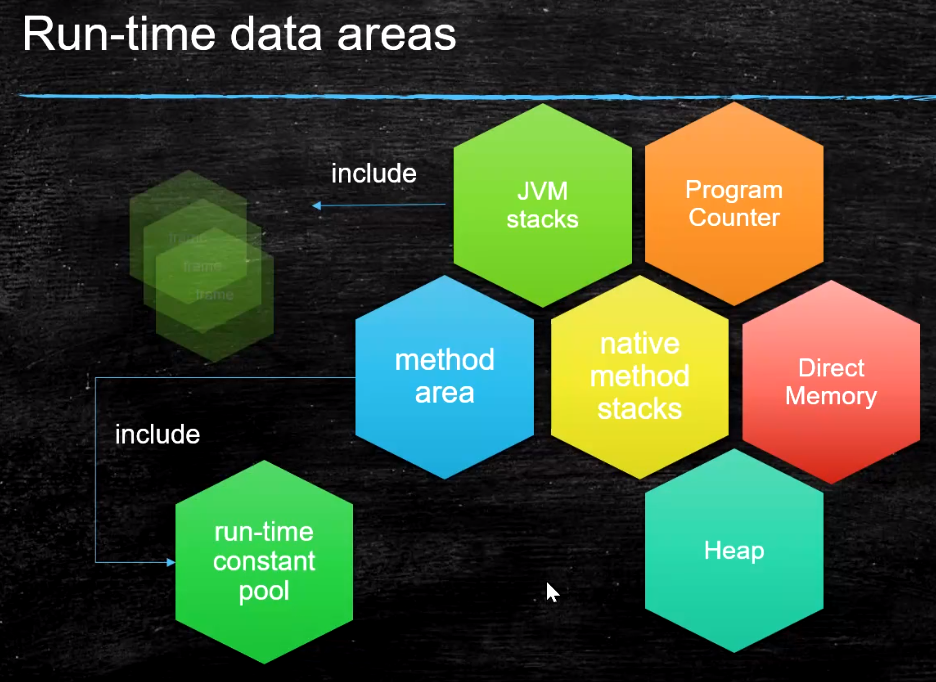 Run-time data areas
include
JVM
stacks
Program
Counter
frame
frame
method
area
native
method
stacks
Direct
Memory
include
run-time
constant
pool
Heap